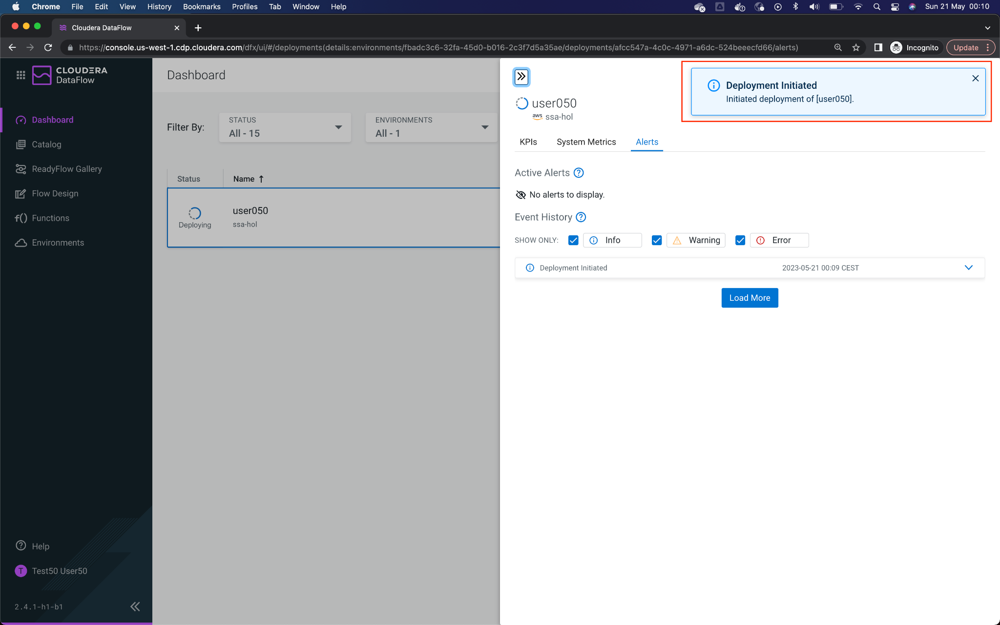 Chrome File Edit View History Bookmarks Profiles Tab Window Help Sun 21 May 00:10
Cloudera DataFlow
https://console.us-west-1.cdp.cloudera.com/dfx/ui/#/deployments(details:environments/fbadc3c6-32fa-45d0-b016-2c3f7d5a35ae/deployments/afcc547a-4c0c-4971-a6dc-524beeecfd66/alerts) Incognito Update
CLOUDERA
DataFlow
Dashboard
Catalog
ReadyFlow Gallery
Flow Design
f() Functions
Environments
Help
T Test50 User50
2.4.1-h1-b1
Dashboard
Filter By:
STATUS
All - 15
ENVIRONMENTS
All - 1
Status Name
Deploying
user050
ssa-hol
user050
aws ssa-hol
Deployment Initiated
Initiated deployment of [user050].
KPIs System Metrics Alerts
Active Alerts
No alerts to display.
Event History
SHOW ONLY: Info Warning Error
Deployment Initiated 2023-05-21 00:09 CEST
Load More